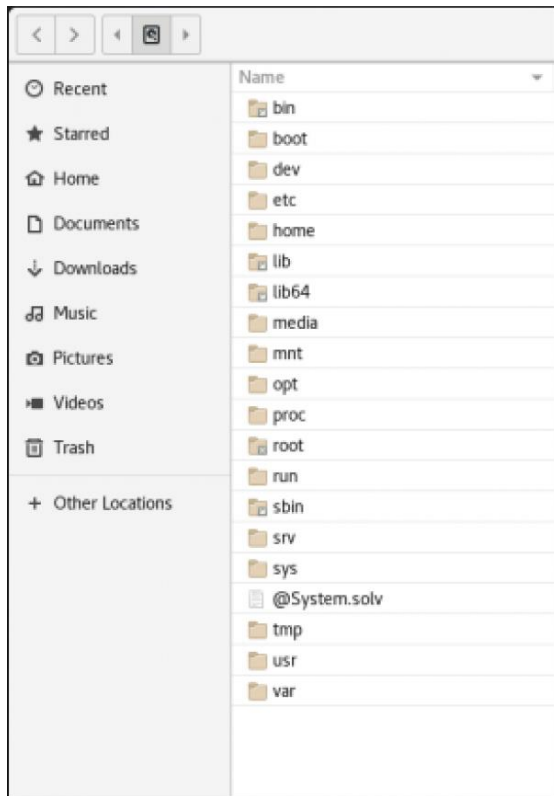 Recent
Starred
Home
Documents
Downloads
Music
Pictures
Videos
Trash
Other Locations
Name
bin
boot
dev
etc
home
lib
lib64
media
mnt
opt
proc
root
run
sbin
srv
sys
@System.solv
tmp
usr
var